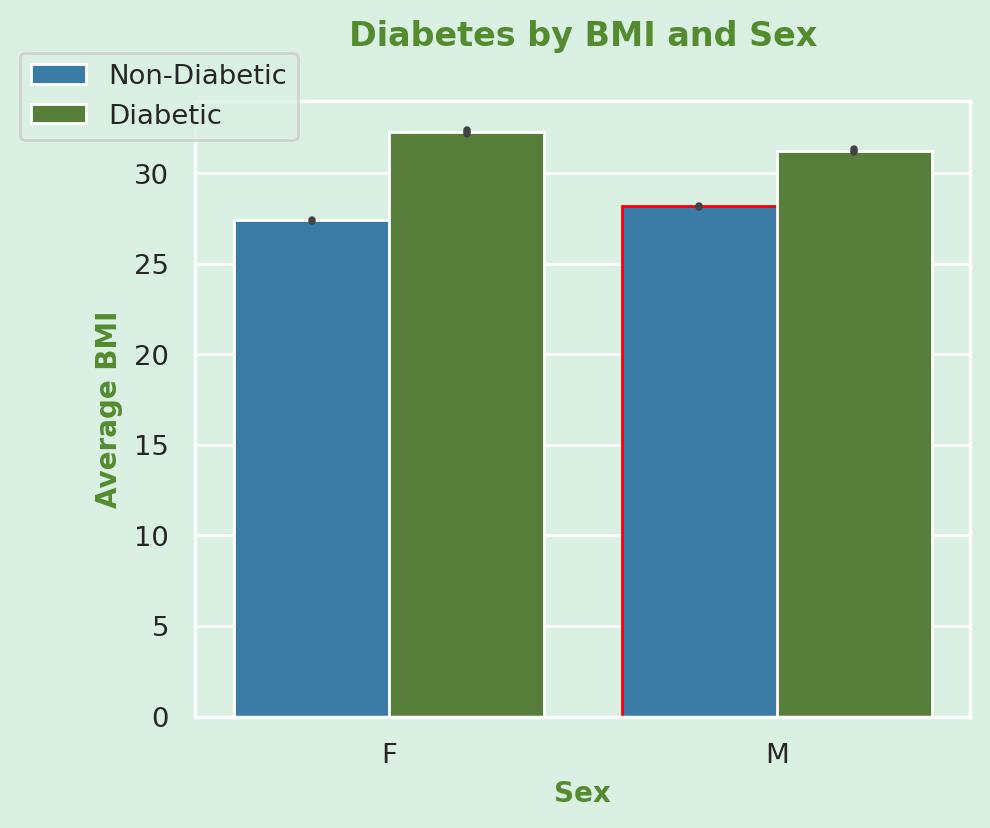 Diabetes by BMI and Sex
Non-Diabetic
Diabetic
30
25
20
15
10
5
0
Average BMI
F
M
Sex